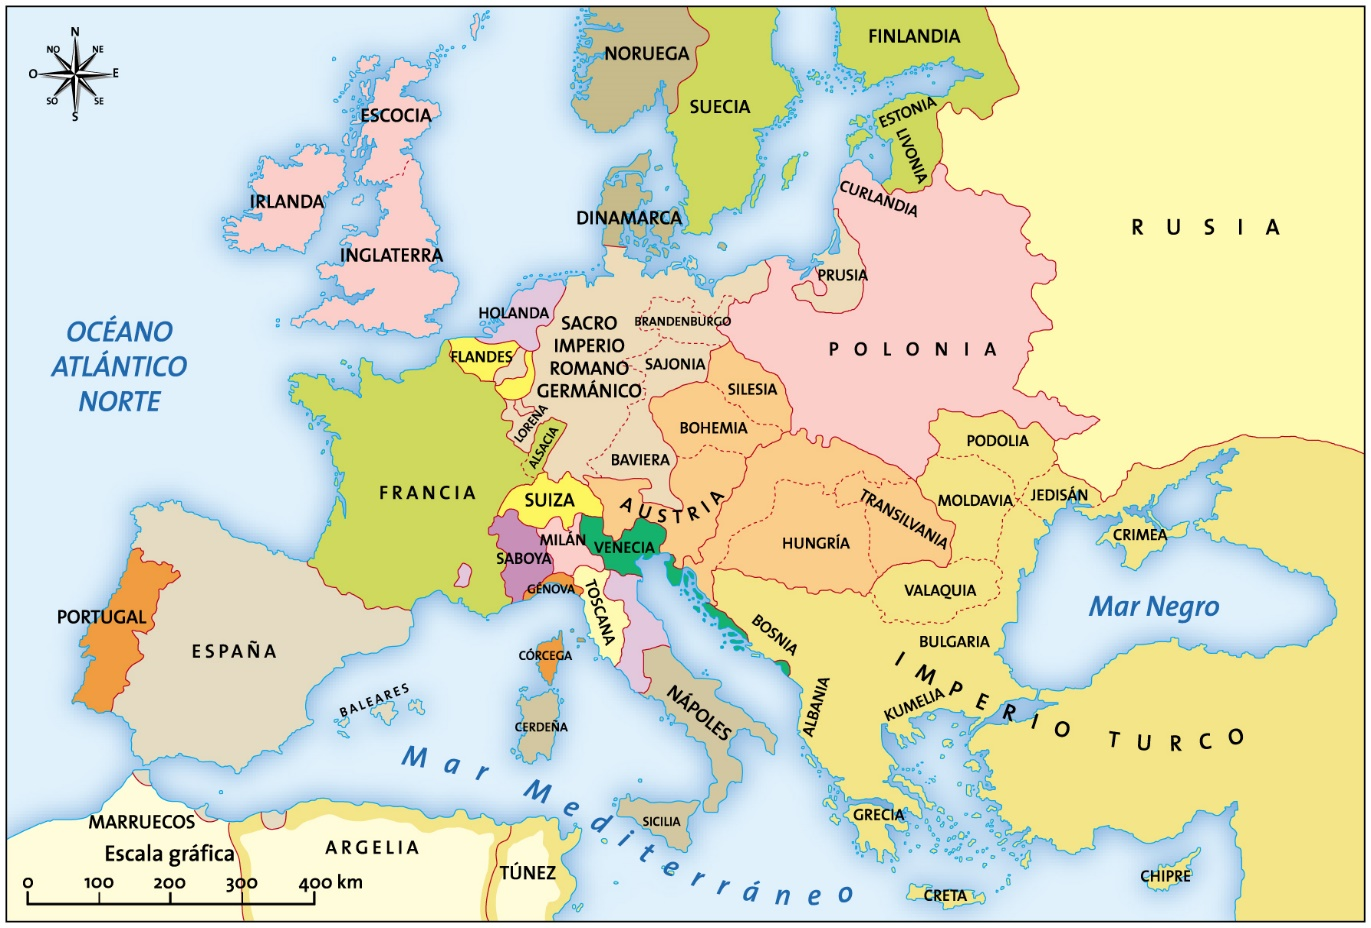 N
NO NE
O E
SO SE
S
NORUEGA
FINLANDIA
SUECIA
ESTONIA
LIVONIA
ESCOCIA
IRLANDA
INGLATERRA
DINAMARCA
CURLANDIA
RUSIA
PRUSIA
HOLANDA
BRANDENBURGO
SACRO
IMPERIO
ROMANO
GERMÁNICO
POLONIA
OCÉANO
ATLÁNTICO
NORTE
FLANDES
SAJONIA
SILESIA
LORENA
ALSACIA
BOHEMIA
PODOLIA
BAVIERA
FRANCIA
SUIZA
AUSTRIA
TRANSILVANIA
MOLDAVIA
JEDISÁN
CRIMEA
MILÁN
VENECIA
SABOYA
HUNGRÍA
GÉNOVA
TOSCANA
VALAQUIA
Mar Negro
PORTUGAL
ESPAÑA
BOSNIA
BULGARIA
CÓRCEGA
IMPERIO TURCO
BALEARES
CERDEÑA
NÁPOLES
ALBANIA
KUMELIA
Mar Mediterráneo
SICILIA
GRECIA
MARRUECOS
ARGELIA
TÚNEZ
CHIPRE
CRETA
Escala gráfica
0 100 200 300 400 km